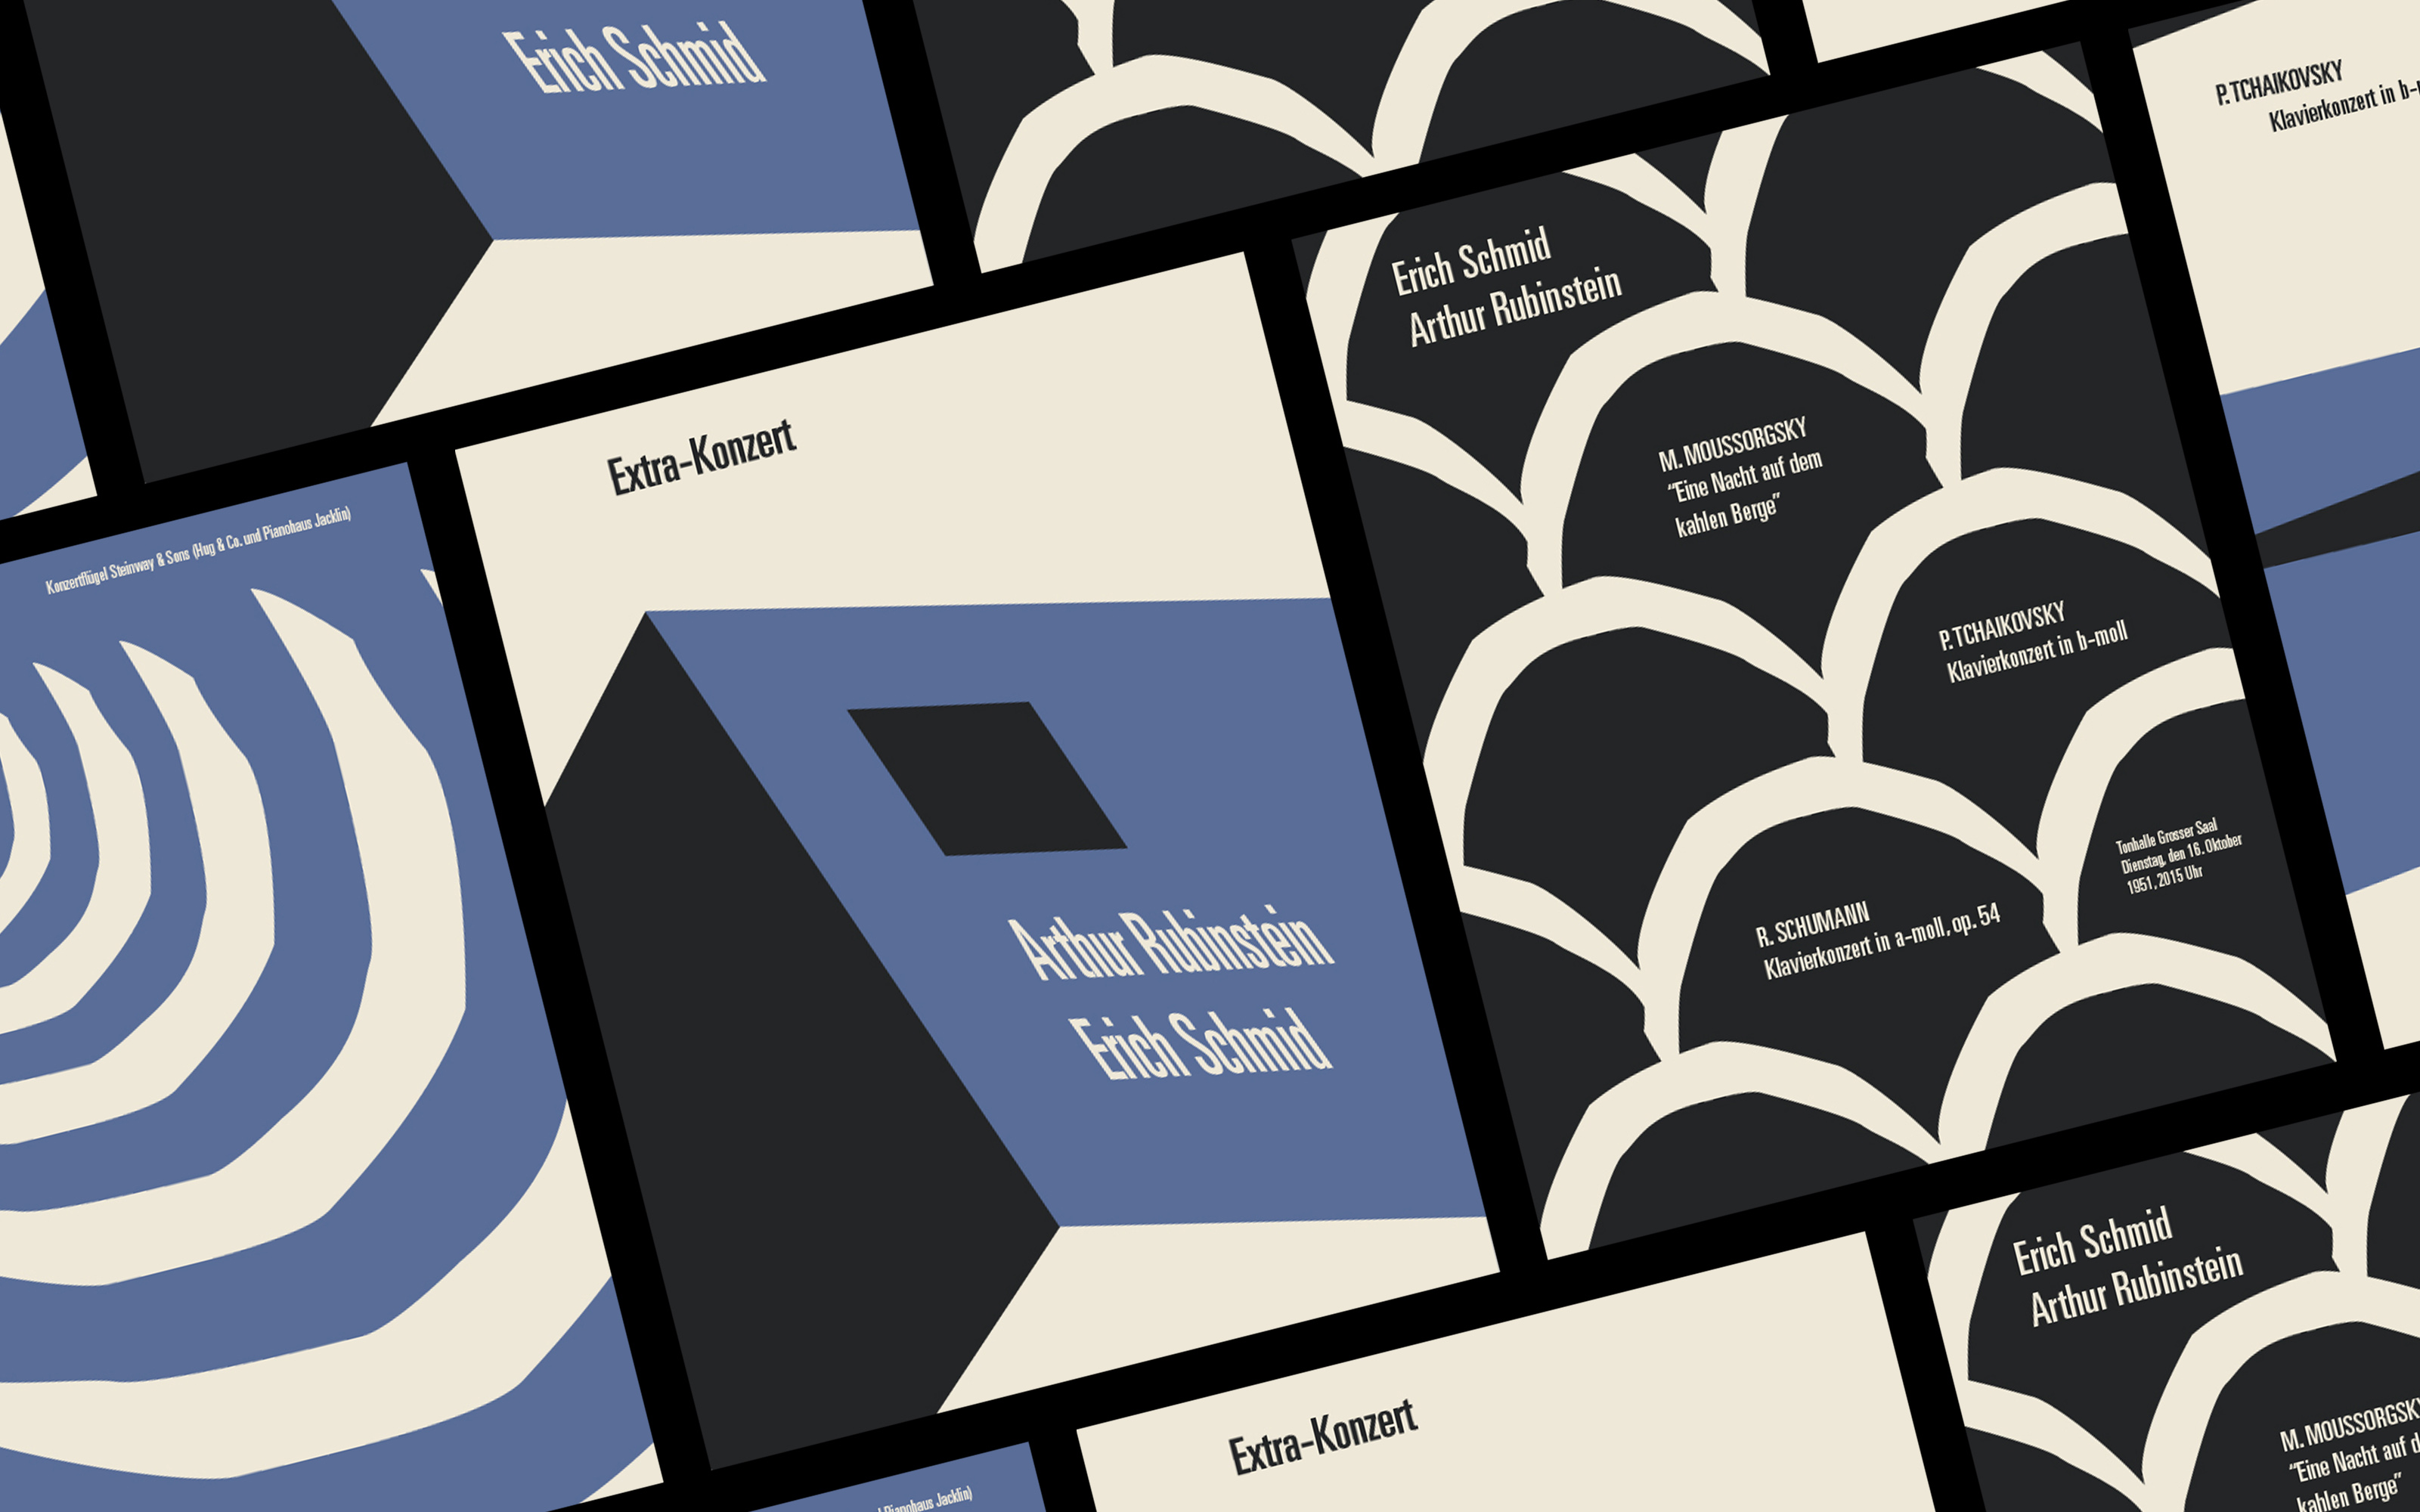 Erich Schmid
P. TCHAIKOVSKY
Klavierkonzert in
Konzertflügel Steinway & Sons (Hug & Co. und Pianohaus Jacklin)
Extra-Konzert
Arthur Rubinstein
Erich Schmid
Erich Schmid
Arthur Rubinstein
M. MOUSSORGSKY
“Eine Nacht auf dem
kahlen Berge”
P. TCHAIKOVSKY
Klavierkonzert in b-moll
R. SCHUMANN
Klavierkonzert in a-moll, op. 54
Tonhalle Grosser Saal
Dienstag, den 16. Oktober
1951, 2015 Uhr
Pianohaus Jacklin)
Extra-Konzert
Erich Schmid
Arthur Rubinstein
M. MOUSSORGSKY
“Eine Nacht auf
kahlen Berge”